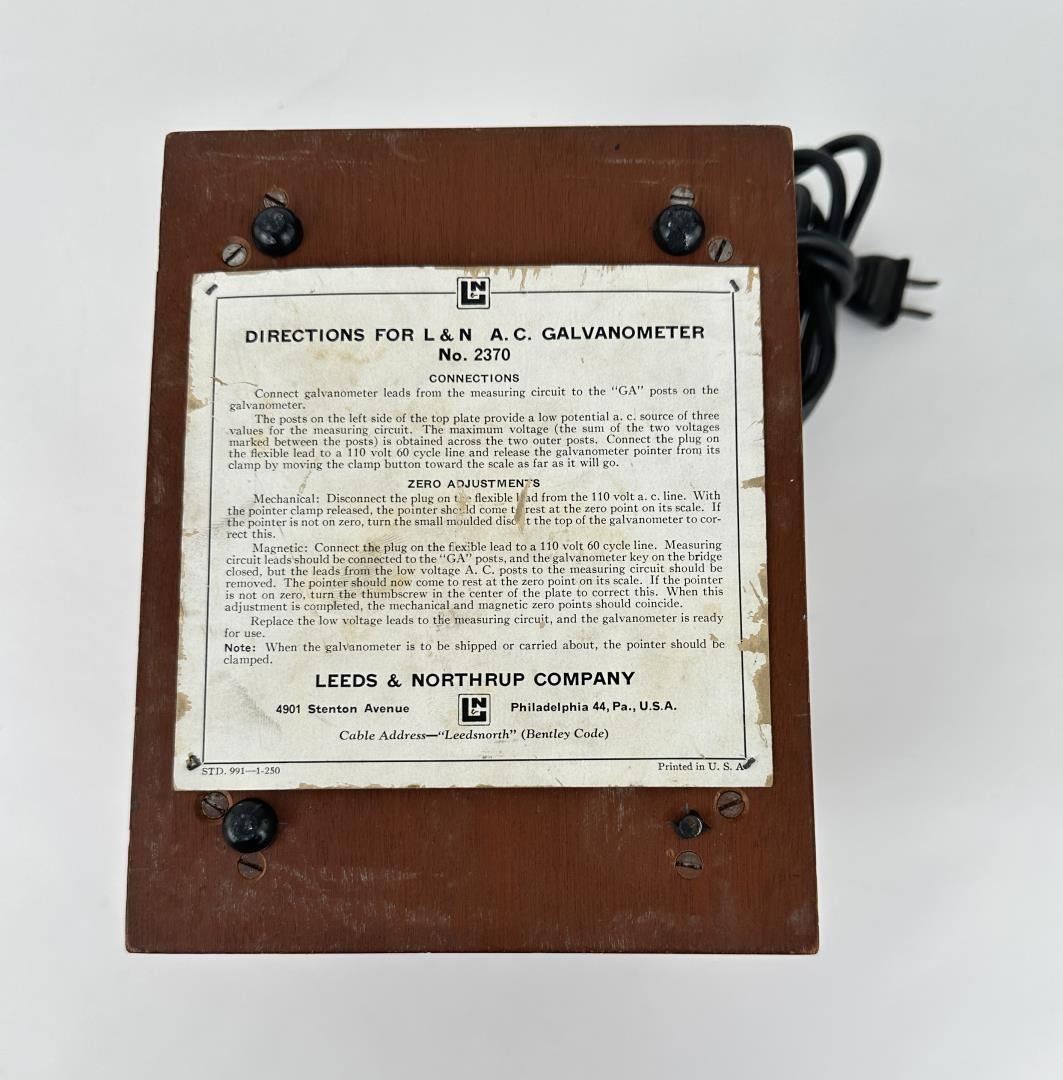 L&N
DIRECTIONS FOR L & N A. C. GALVANOMETER
No. 2370
CONNECTIONS
Connect galvanometer leads from the measuring circuit to the "GA" posts on the
galvanometer.
The posts on the left side of the top plate provide a low potential a. c. source of three
values for the measuring circuit. The maximum voltage (the sum of the two voltages
marked between the posts) is obtained across the two outer posts. Connect the plug on
the flexible lead to a 110 volt 60 cycle line and release the galvanometer pointer from its
clamp by moving the clamp button toward the scale as far as it will go.
ZERO ADJUSTMENTS
Mechanical: Disconnect the plug on the flexible lead from the 110 volt a. c. line. With
the pointer clamp released, the pointer should come to rest at the zero point on its scale. If
the pointer is not on zero, turn the small moulded disc at the top of the galvanometer to cor-
rect this.
Magnetic: Connect the plug on the flexible lead to a 110 volt 60 cycle line. Measuring
circuit leads should be connected to the "GA" posts, and the galvanometer key on the bridge
closed, but the leads from the low voltage A. C. posts to the measuring circuit should be
removed. The pointer should now come to rest at the zero point on its scale. If the pointer
is not on zero, turn the thumbscrew in the center of the plate to correct this. When this
adjustment is completed, the mechanical and magnetic zero points should coincide.
Replace the low voltage leads to the measuring circuit, and the galvanometer is ready
for use.
Note: When the galvanometer is to be shipped or carried about, the pointer should be
clamped.
LEEDS & NORTHRUP COMPANY
4901 Stenton Avenue L&N Philadelphia 44, Pa., U.S.A.
Cable Address—"Leedsnorth" (Bentley Code)
STD. 991—1-250 Printed in U. S. A.